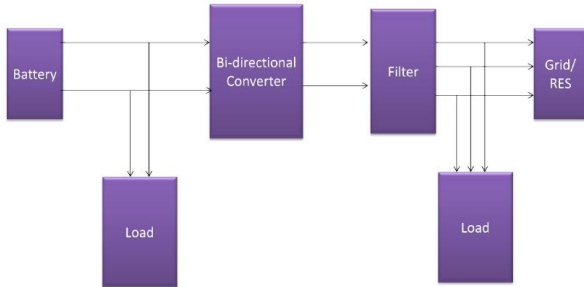 Battery
Bi-directional
Converter
Filter
Grid/
RES
Load
Load